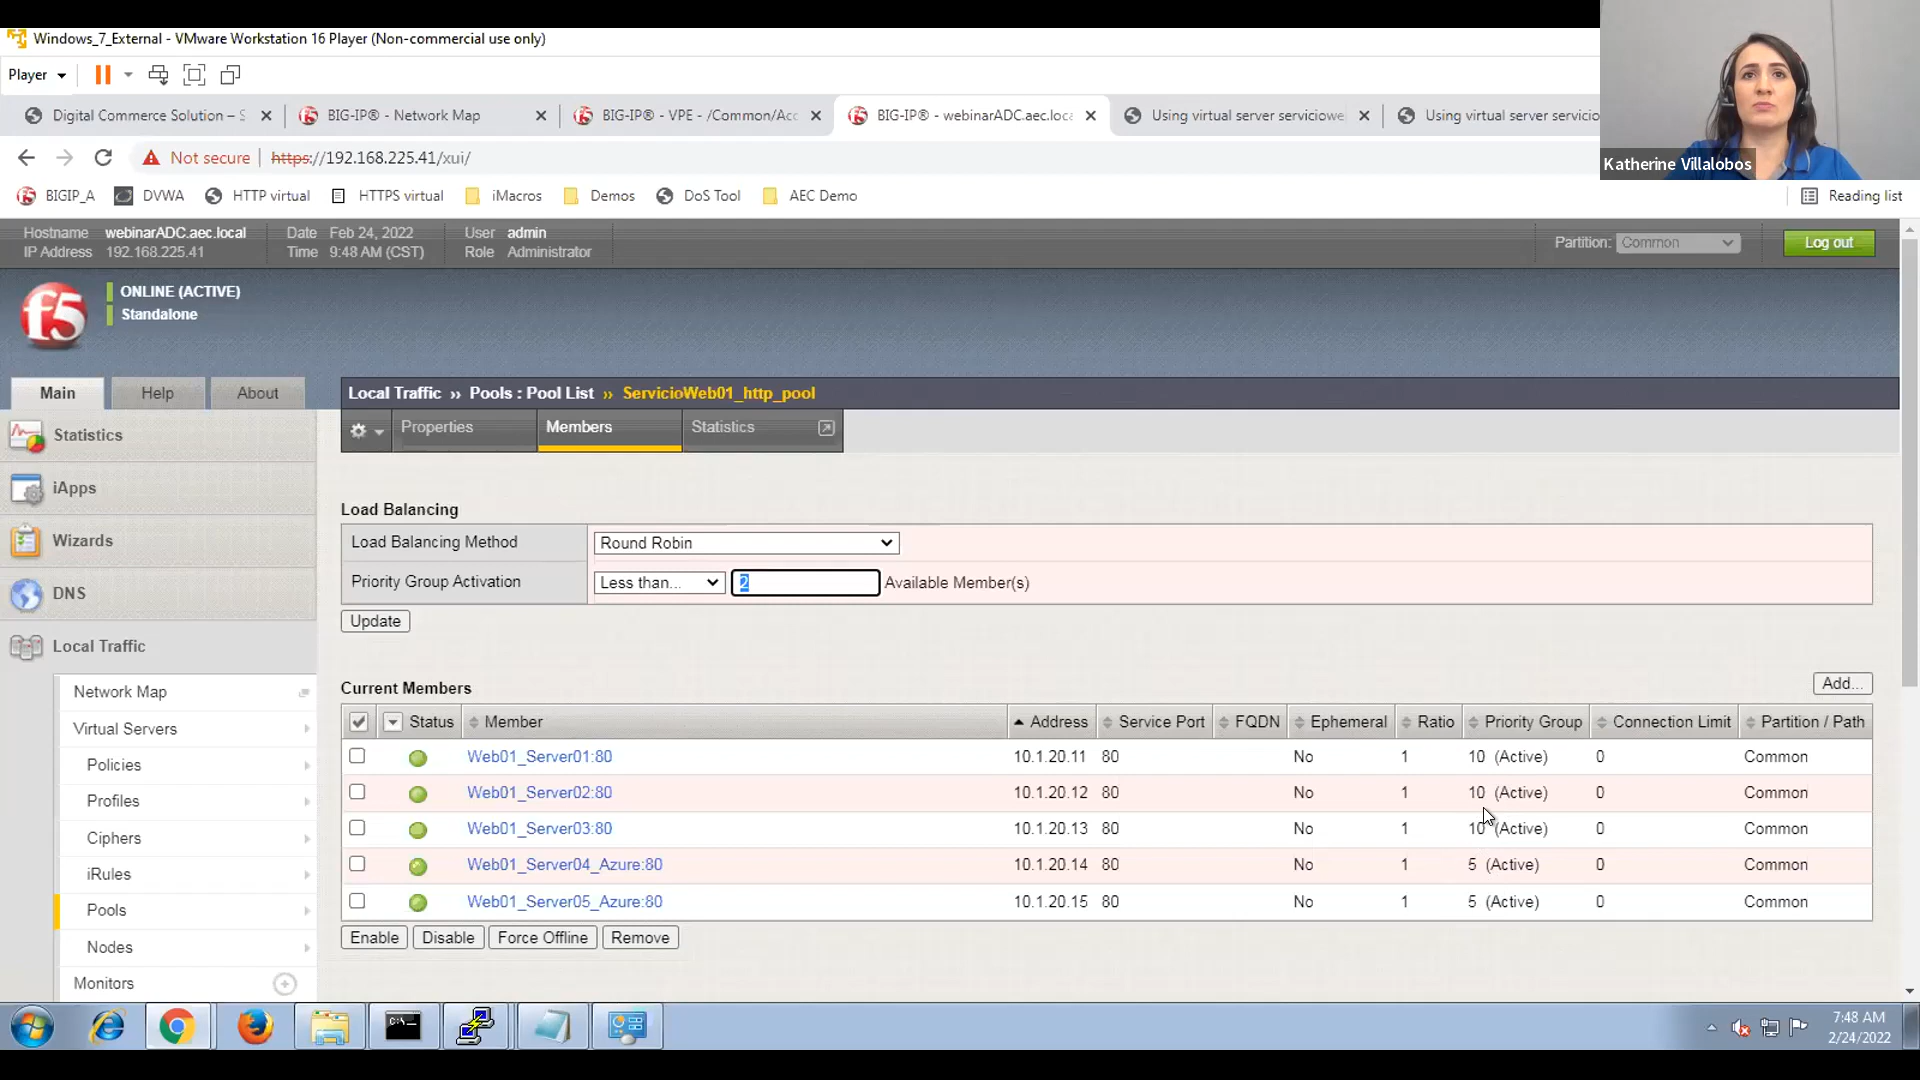 Windows_7_External - VMware Workstation 16 Player (Non-commercial use only)
Player
Digital Commerce Solution – S
BIG-IP® - Network Map
BIG-IP® - VPE - /Common/Acc
BIG-IP® - webinarADC.aec.loca
Using virtual server serviciowe
Using virtual server servicio
Katherine Villalobos
Not secure
https://192.168.225.41/xui/
BIGIP_A
DVWA
HTTP virtual
HTTPS virtual
iMacros
Demos
DoS Tool
AEC Demo
Reading list
Hostname webinarADC.aec.local
IP Address 192.168.225.41
Date Feb 24, 2022
Time 9:48 AM (CST)
User admin
Role Administrator
Partition: Common
Log out
f5
ONLINE (ACTIVE)
Standalone
Main
Help
About
Local Traffic » Pools : Pool List » ServicioWeb01_http_pool
Properties
Members
Statistics
Statistics
iApps
Wizards
DNS
Local Traffic
Network Map
Virtual Servers
Policies
Profiles
Ciphers
iRules
Pools
Nodes
Monitors
Load Balancing
Load Balancing Method Round Robin
Priority Group Activation Less than... 2 Available Member(s)
Update
Current Members
Add...
Status Member Address Service Port FQDN Ephemeral Ratio Priority Group Connection Limit Partition / Path
Web01_Server01:80 10.1.20.11 80 No 1 10 (Active) 0 Common
Web01_Server02:80 10.1.20.12 80 No 1 10 (Active) 0 Common
Web01_Server03:80 10.1.20.13 80 No 1 10 (Active) 0 Common
Web01_Server04_Azure:80 10.1.20.14 80 No 1 5 (Active) 0 Common
Web01_Server05_Azure:80 10.1.20.15 80 No 1 5 (Active) 0 Common
Enable
Disable
Force Offline
Remove
7:48 AM
2/24/2022